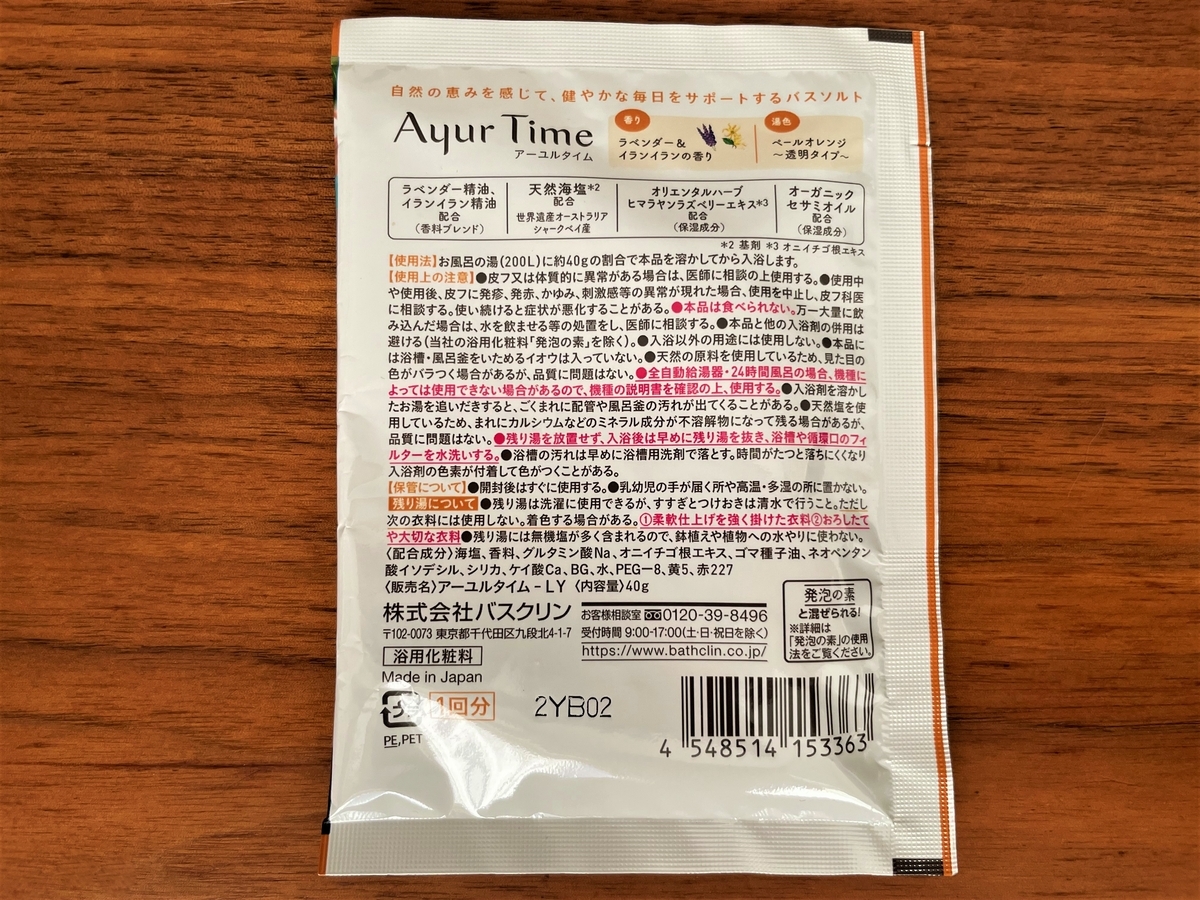 自然の恵みを感じて、健やかな毎日をサポートするバスソルト
Ayur Time
アーユルタイム
香り
ラベンダー&
イランイランの香り
湯色
ペールオレンジ
～透明タイプ～
ラベンダー精油、
イランイラン精油
配合
（香料ブレンド）
天然海塩*2
配合
世界遺産オーストラリア
シャークベイ産
オリエンタルハーブ
ヒマラヤンラズベリーエキス*3
配合
（保湿成分）
オーガニック
セサミオイル
配合
（保湿成分）
*2 基剤 *3 オニイチゴ根エキス
【使用法】お風呂の湯(200L)に約40gの割合で本品を溶かしてから入浴します。
【使用上の注意】●皮フ又は体質的に異常がある場合は、医師に相談の上使用する。●使用中
や使用後、皮フに発疹、発赤、かゆみ、刺激感等の異常が現れた場合、使用を中止し、皮フ科医
に相談する。使い続けると症状が悪化することがある。●本品は食べられない。万一大量に飲
み込んだ場合は、水を飲ませる等の処置をし、医師に相談する。●本品と他の入浴剤の併用は
避ける(当社の浴用化粧料「発泡の素」を除く)。●入浴以外の用途には使用しない。●本品に
は浴槽・風呂釜をいためるイオウは入っていない。●天然の原料を使用しているため、見た目の
色がバラつく場合があるが、品質に問題はない。●全自動給湯器・24時間風呂の場合、機種に
よっては使用できない場合があるので、機種の説明書を確認の上、使用する。●入浴剤を溶かし
たお湯を追いだきすると、ごくまれに配管や風呂釜の汚れが出てくることがある。●天然塩を使
用しているため、まれにカルシウムなどのミネラル成分が不溶解物になって残る場合があるが、
品質に問題はない。●残り湯を放置せず、入浴後は早めに残り湯を抜き、浴槽や循環口のフィ
ルターを水洗いする。●浴槽の汚れは早めに浴槽用洗剤で落とす。時間がたつと落ちにくくなり
入浴剤の色素が付着して色がつくことがある。
【保管について】●開封後はすぐに使用する。●乳幼児の手が届く所や高温・多湿の所に置かない。
残り湯について ●残り湯は洗濯に使用できるが、すすぎとつけおきは清水で行うこと。ただし
次の衣料には使用しない。着色する場合がある。①柔軟仕上げを強く掛けた衣料②おろしたて
や大切な衣料●残り湯には無機塩が多く含まれるので、鉢植えや植物への水やりに使わない。
〈配合成分〉海塩、香料、グルタミン酸Na、オニイチゴ根エキス、ゴマ種子油、ネオペンタン
酸イソデシル、シリカ、ケイ酸Ca、BG、水、PEG－8、黄5、赤227
〈販売名〉アーユルタイム－LY 〈内容量〉40g
株式会社バスクリン
〒102-0073 東京都千代田区九段北4-1-7
お客様相談室 0120-39-8496
受付時間 9:00-17:00(土・日・祝日を除く)
https://www.bathclin.co.jp/
発泡の素
と混ぜられる!
※詳細は
「発泡の素」の使用
法をご覧ください。
浴用化粧料
Made in Japan
プラ
1回分
PE,PET
2YB02
4 548514 153363